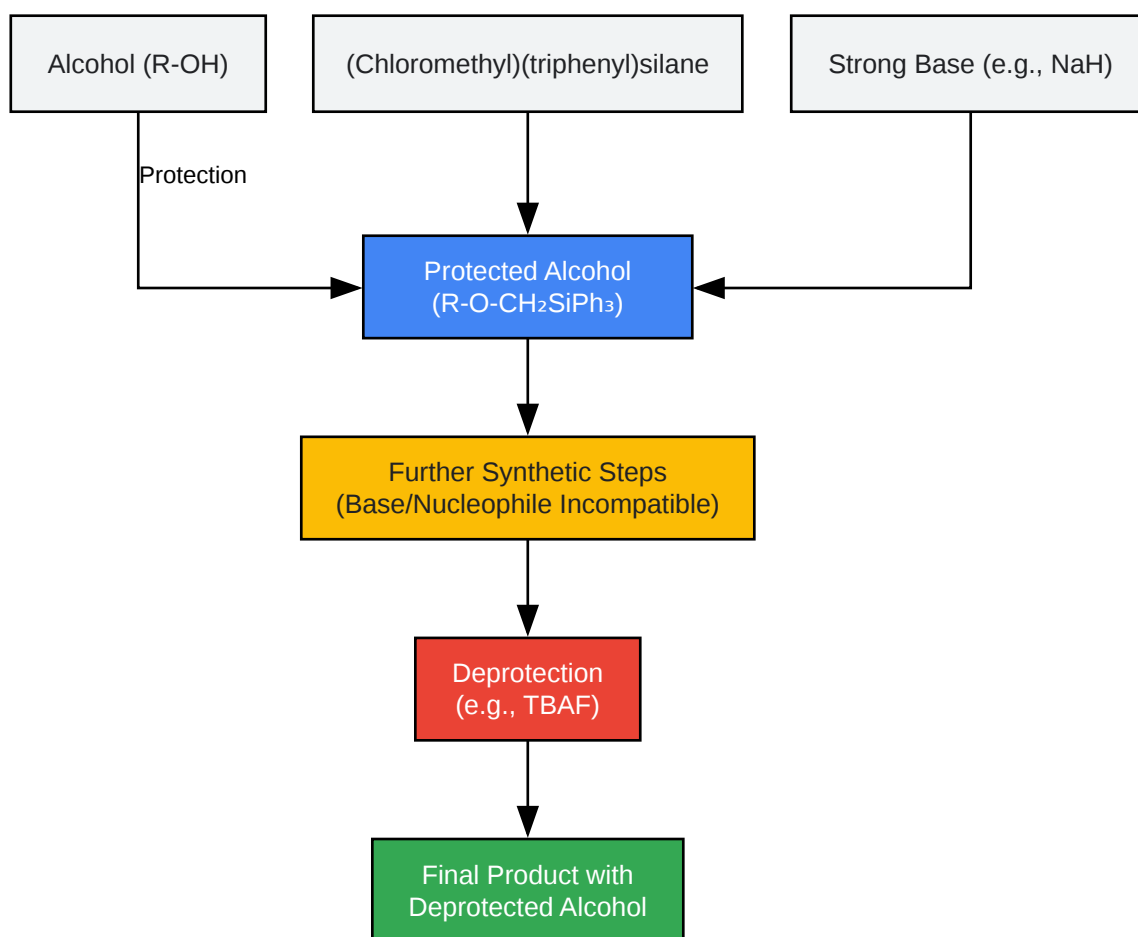 Alcohol (R-OH)
(Chloromethyl)(triphenyl)silane
Strong Base (e.g., NaH)
Protection
Protected Alcohol
(R-O-CH₂SiPh₃)
Further Synthetic Steps
(Base/Nucleophile Incompatible)
Deprotection
(e.g., TBAF)
Final Product with
Deprotected Alcohol